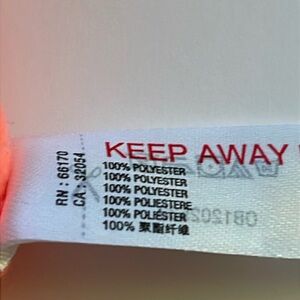 RN : 66170
CA : 32054
KEEP AWAY
100% POLYESTER
100% POLYESTER
100% POLYESTER
100% POLIESTERE
100% POLIÉSTER
100% 聚酯纤维